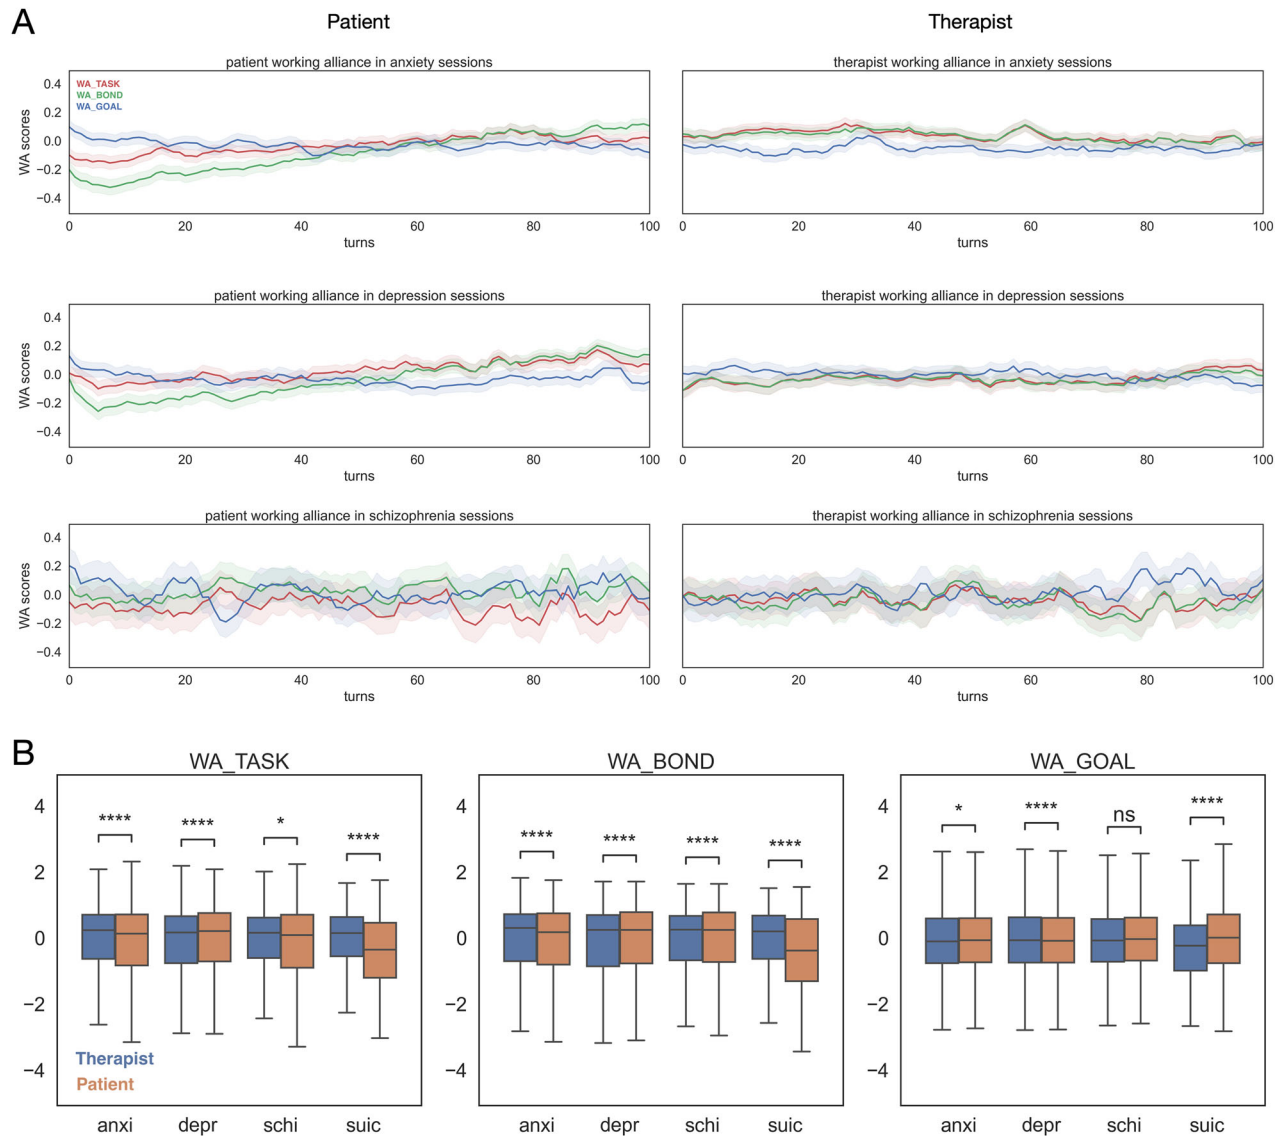 A
Patient
Therapist
patient working alliance in anxiety sessions
WA_TASK
WA_BOND
WA_GOAL
WA scores
0.4
0.2
0.0
−0.2
−0.4
0 20 40 60 80 100
turns
therapist working alliance in anxiety sessions
0 20 40 60 80 100
turns
patient working alliance in depression sessions
WA scores
0.4
0.2
0.0
−0.2
−0.4
0 20 40 60 80 100
turns
therapist working alliance in depression sessions
0 20 40 60 80 100
turns
patient working alliance in schizophrenia sessions
WA scores
0.4
0.2
0.0
−0.2
−0.4
0 20 40 60 80 100
turns
therapist working alliance in schizophrenia sessions
0 20 40 60 80 100
turns
B
WA_TASK
4
2
0
−2
−4
**** **** * ****
Therapist
Patient
anxi depr schi suic
WA_BOND
4
2
0
−2
−4
**** **** **** ****
anxi depr schi suic
WA_GOAL
4
2
0
−2
−4
* **** ns ****
anxi depr schi suic